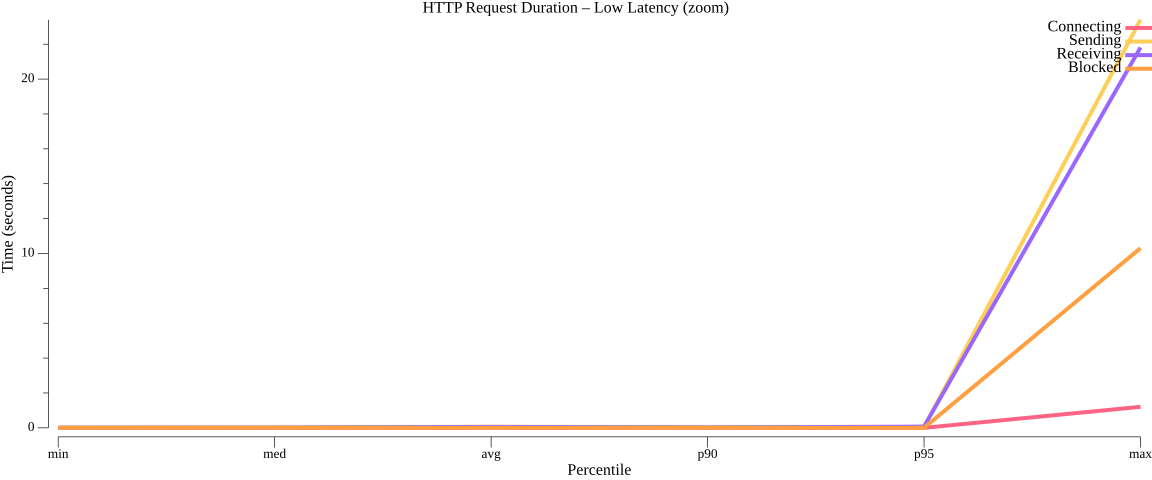 HTTP Request Duration – Low Latency (zoom)
Connecting
Sending
Receiving
Blocked
Time (seconds)
20
10
0
min med avg p90 p95 max
Percentile